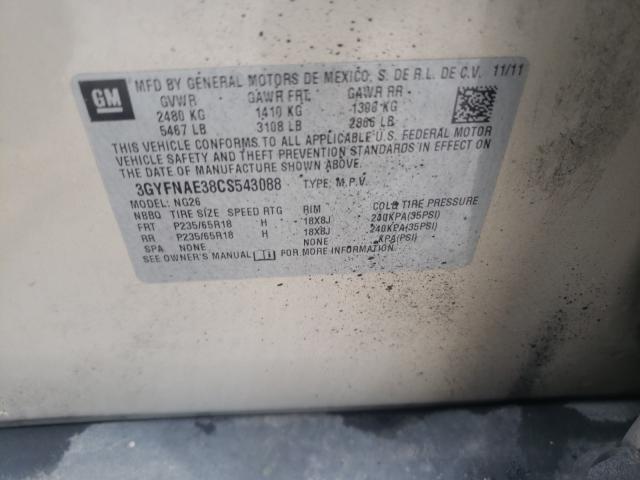 GM
MFD BY GENERAL MOTORS DE MEXICO, S. DE R.L. DE C.V. 11/11
GVWR GAWR FRT GAWR RR
2480 KG 1410 KG KG
5467 LB 3108 LB LB
THIS VEHICLE CONFORMS TO ALL APPLICABLE U.S. FEDERAL MOTOR
VEHICLE SAFETY AND THEFT PREVENTION STANDARDS IN EFFECT ON
THE DATE OF MANUFACTURE SHOWN ABOVE.
3GYFNAE38CS543088 TYPE: M.P.V.
MODEL: NG26
NBBQ TIRE SIZE SPEED RTG RIM COLD TIRE PRESSURE
FRT P235/65R18 H 18X8J 240KPA(35PSI)
RR P235/65R18 H 18X8J 240KPA(35PSI)
SPA NONE NONE KPA(PSI)
SEE OWNER'S MANUAL FOR MORE INFORMATION.